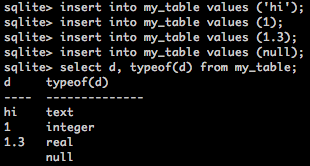 sqlite> insert into my_table values ('hi');
sqlite> insert into my_table values (1);
sqlite> insert into my_table values (1.3);
sqlite> insert into my_table values (null);
sqlite> select d, typeof(d) from my_table;
d     typeof(d)
----  --------------
hi    text
1     integer
1.3   real
      null